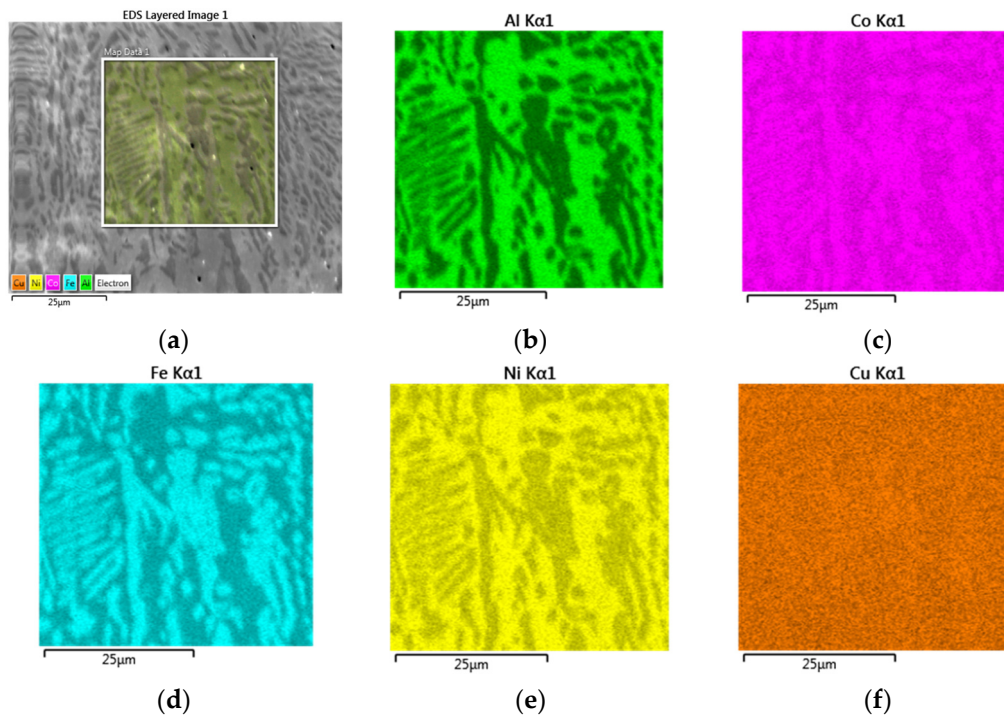 EDS Layered Image 1
Map Data 1
Cu Ni Co Fe Al Electron
25μm
(a)
Al Kα1
25μm
(b)
Co Kα1
25μm
(c)
Fe Kα1
25μm
(d)
Ni Kα1
25μm
(e)
Cu Kα1
25μm
(f)